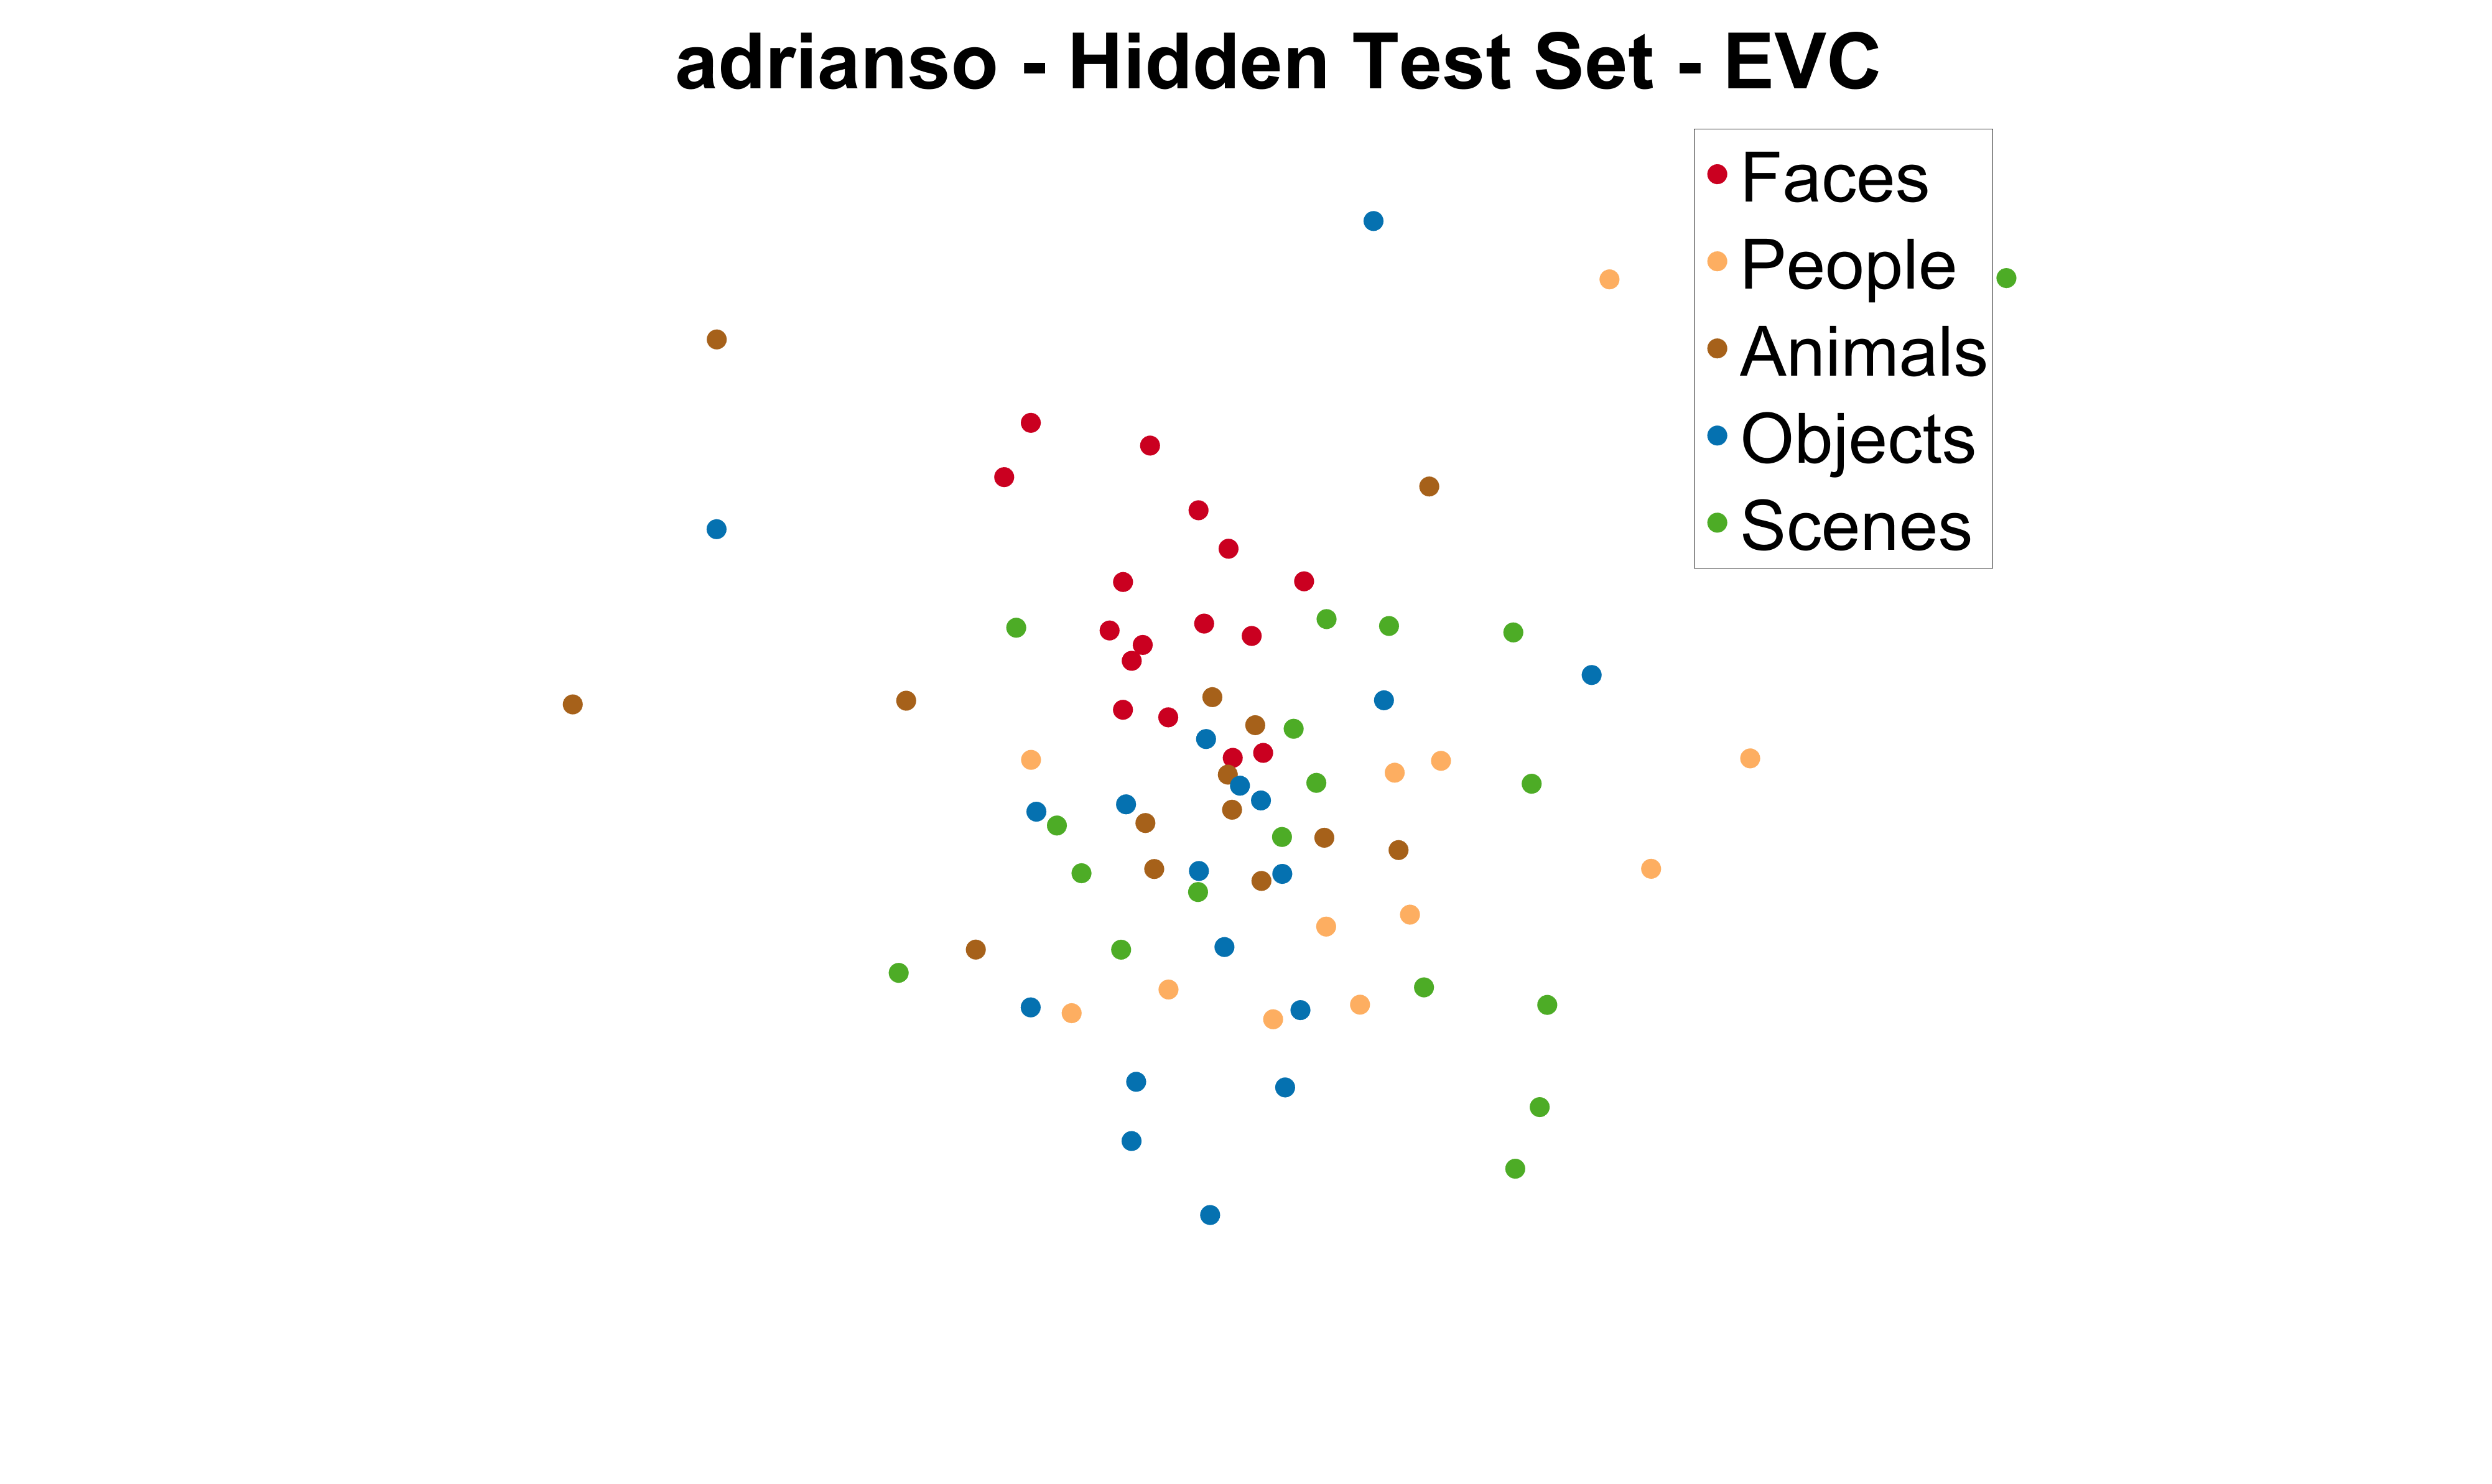 adrianso - Hidden Test Set - EVC
Faces
People
Animals
Objects
Scenes